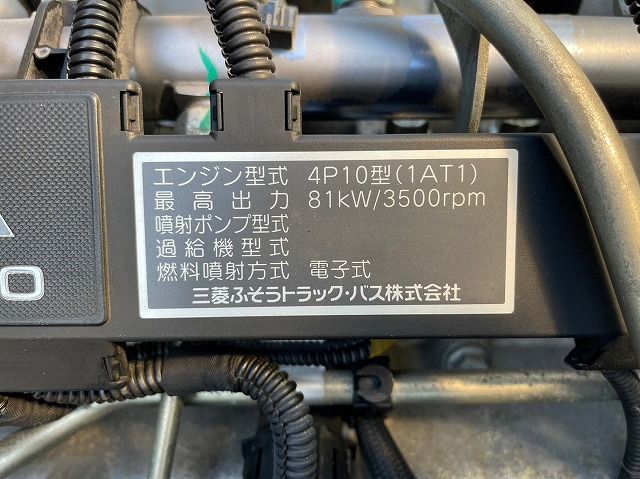 エンジン型式 4P10型(1AT1)
最高出力 81kW/3500rpm
噴射ポンプ型式
過給機型式
燃料噴射方式 電子式
三菱ふそうトラック・バス株式会社
O